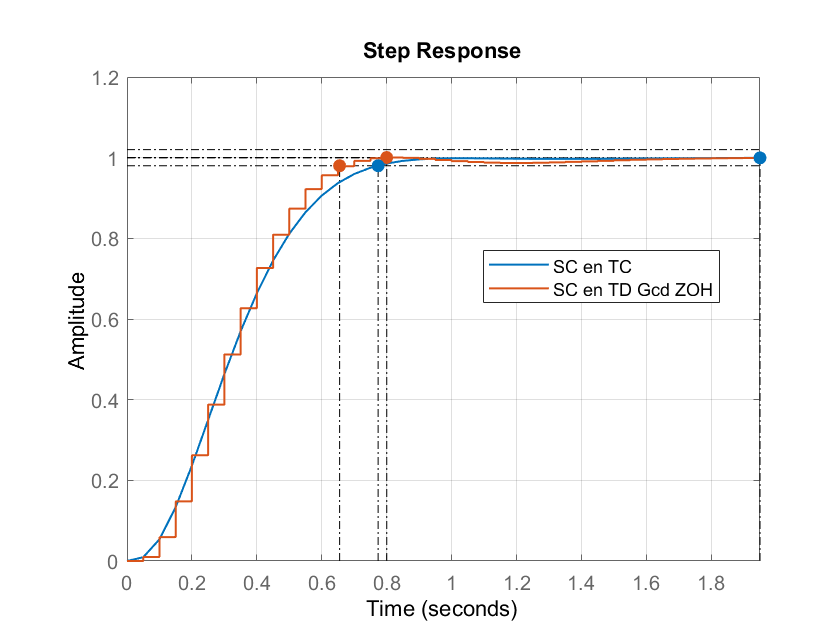 Step Response
1.2
1
0.8
0.6
0.4
0.2
0
Amplitude
SC en TC
SC en TD Gcd ZOH
0 0.2 0.4 0.6 0.8 1 1.2 1.4 1.6 1.8
Time (seconds)